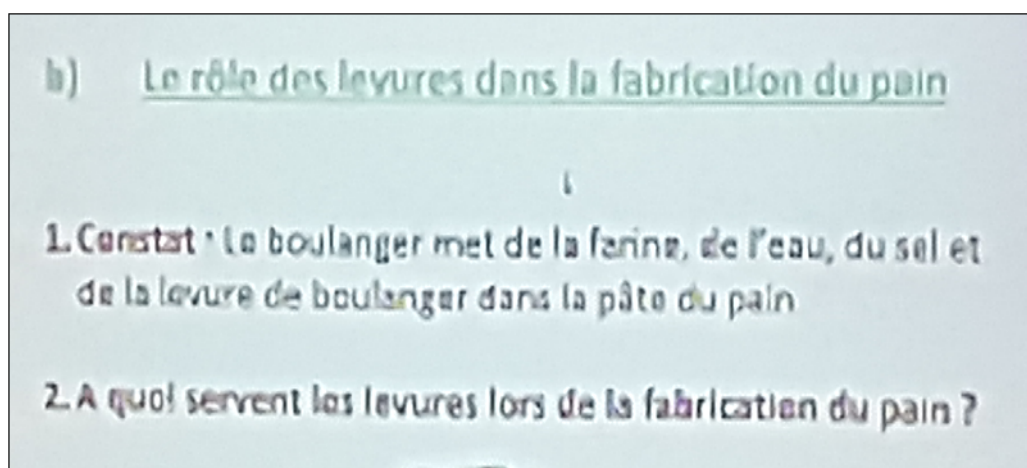 b) Le rôle des levures dans la fabrication du pain
1. Constat : Le boulanger met de la farine, de l'eau, du sel et
de la levure de boulanger dans la pâte du pain
2. A quoi servent les levures lors de la fabrication du pain ?